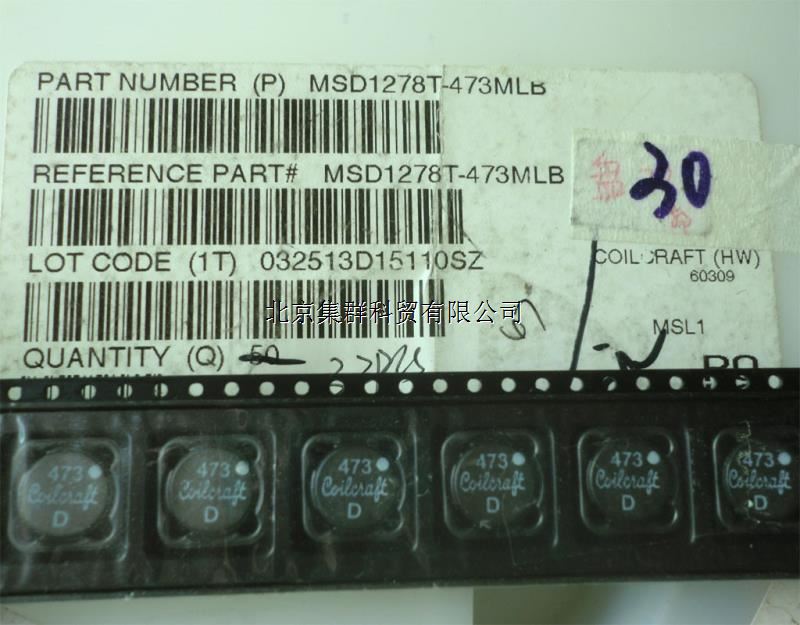 PART NUMBER (P) MSD1278T-473MLB
30
REFERENCE PART# MSD1278T-473MLB
LOT CODE (1T) 032513D15110SZ
COILCRAFT (HW)
60309
北京集群科贸有限公司
MSL1
QUANTITY (Q) 50
473
Coilcraft
D
473
Coilcraft
D
473
Coilcraft
D
473
Coilcraft
D
473
Coilcraft
D
473
Coilcraft
D